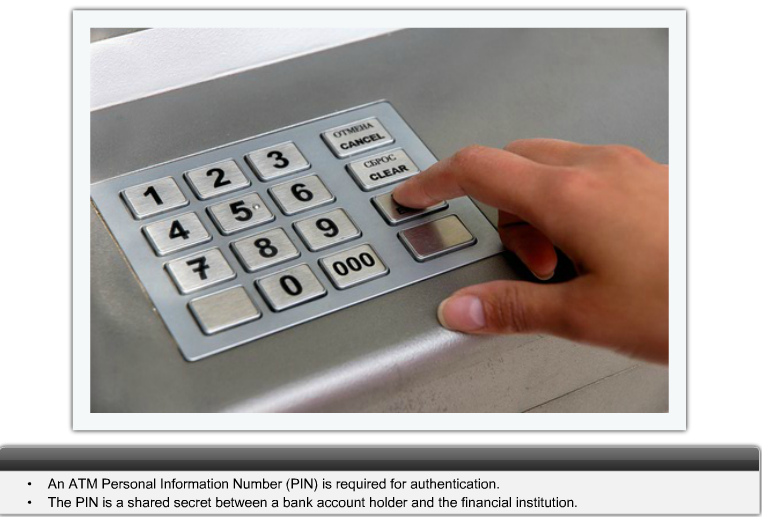 ОТМЕНА
CANCEL
СБРОС
CLEAR
1 2 3
4 5 6
7 8 9
0 000
An ATM Personal Information Number (PIN) is required for authentication.
The PIN is a shared secret between a bank account holder and the financial institution.